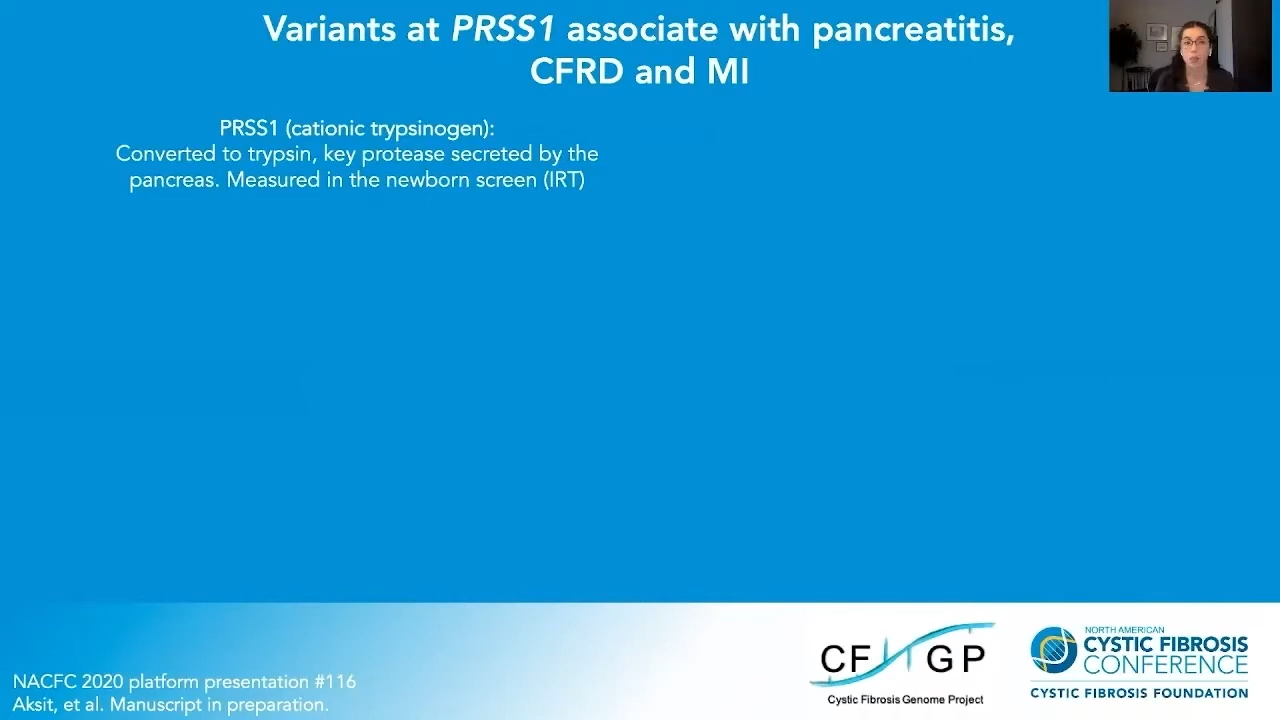 Variants at PRSS1 associate with pancreatitis,
CFRD and MI
PRSS1 (cationic trypsinogen):
Converted to trypsin, key protease secreted by the
pancreas. Measured in the newborn screen (IRT)
NACFC 2020 platform presentation #116
Aksit, et al. Manuscript in preparation.
CF GP
Cystic Fibrosis Genome Project
NORTH AMERICAN
CYSTIC FIBROSIS
CONFERENCE
CYSTIC FIBROSIS FOUNDATION